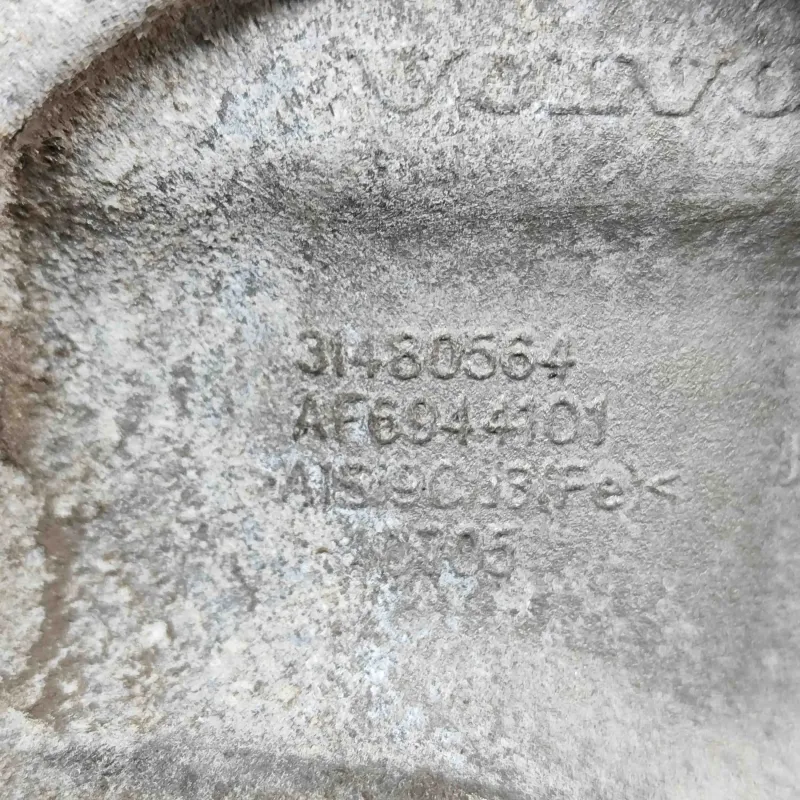 VOLVO
31480564
AF6944101
>AlSi9Cu3(Fe)<